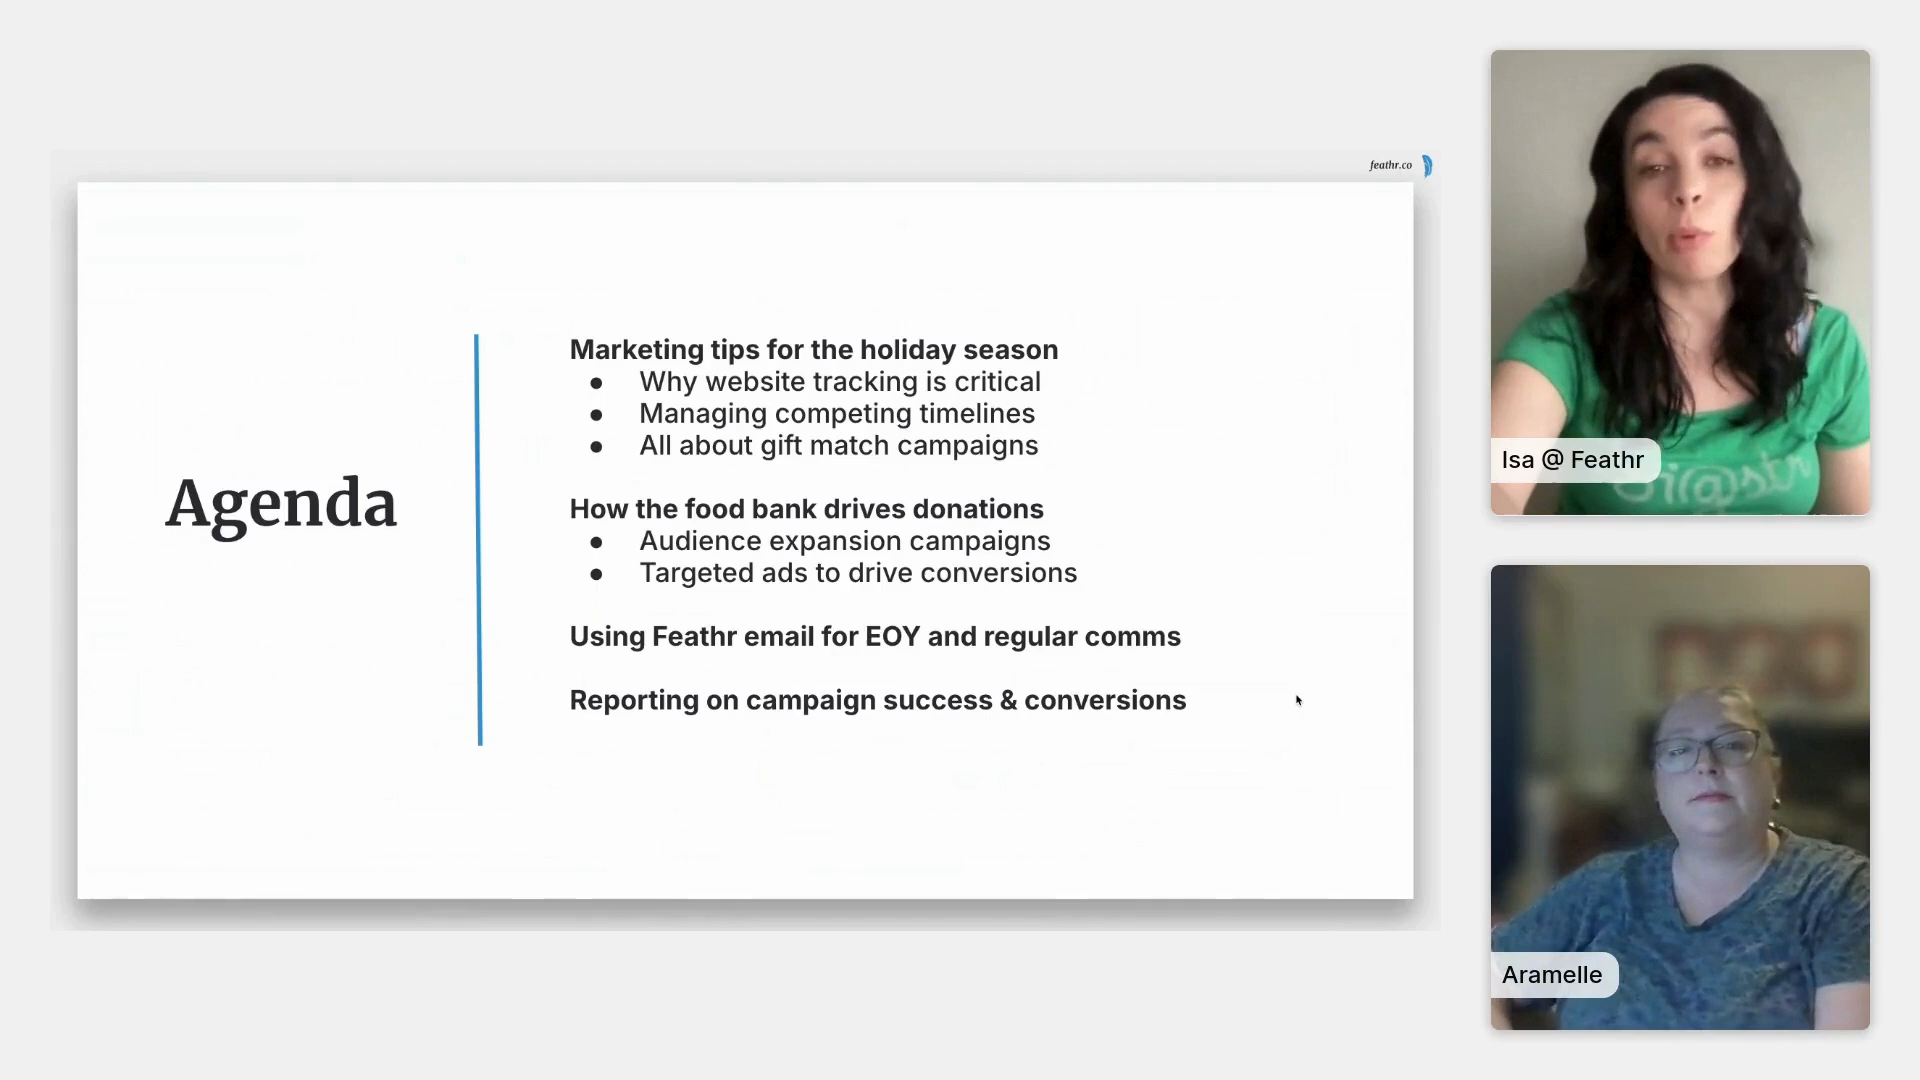 feathr.co
Agenda
Marketing tips for the holiday season
● Why website tracking is critical
● Managing competing timelines
● All about gift match campaigns
How the food bank drives donations
● Audience expansion campaigns
● Targeted ads to drive conversions
Using Feathr email for EOY and regular comms
Reporting on campaign success & conversions
Isa @ Feathr
Aramelle